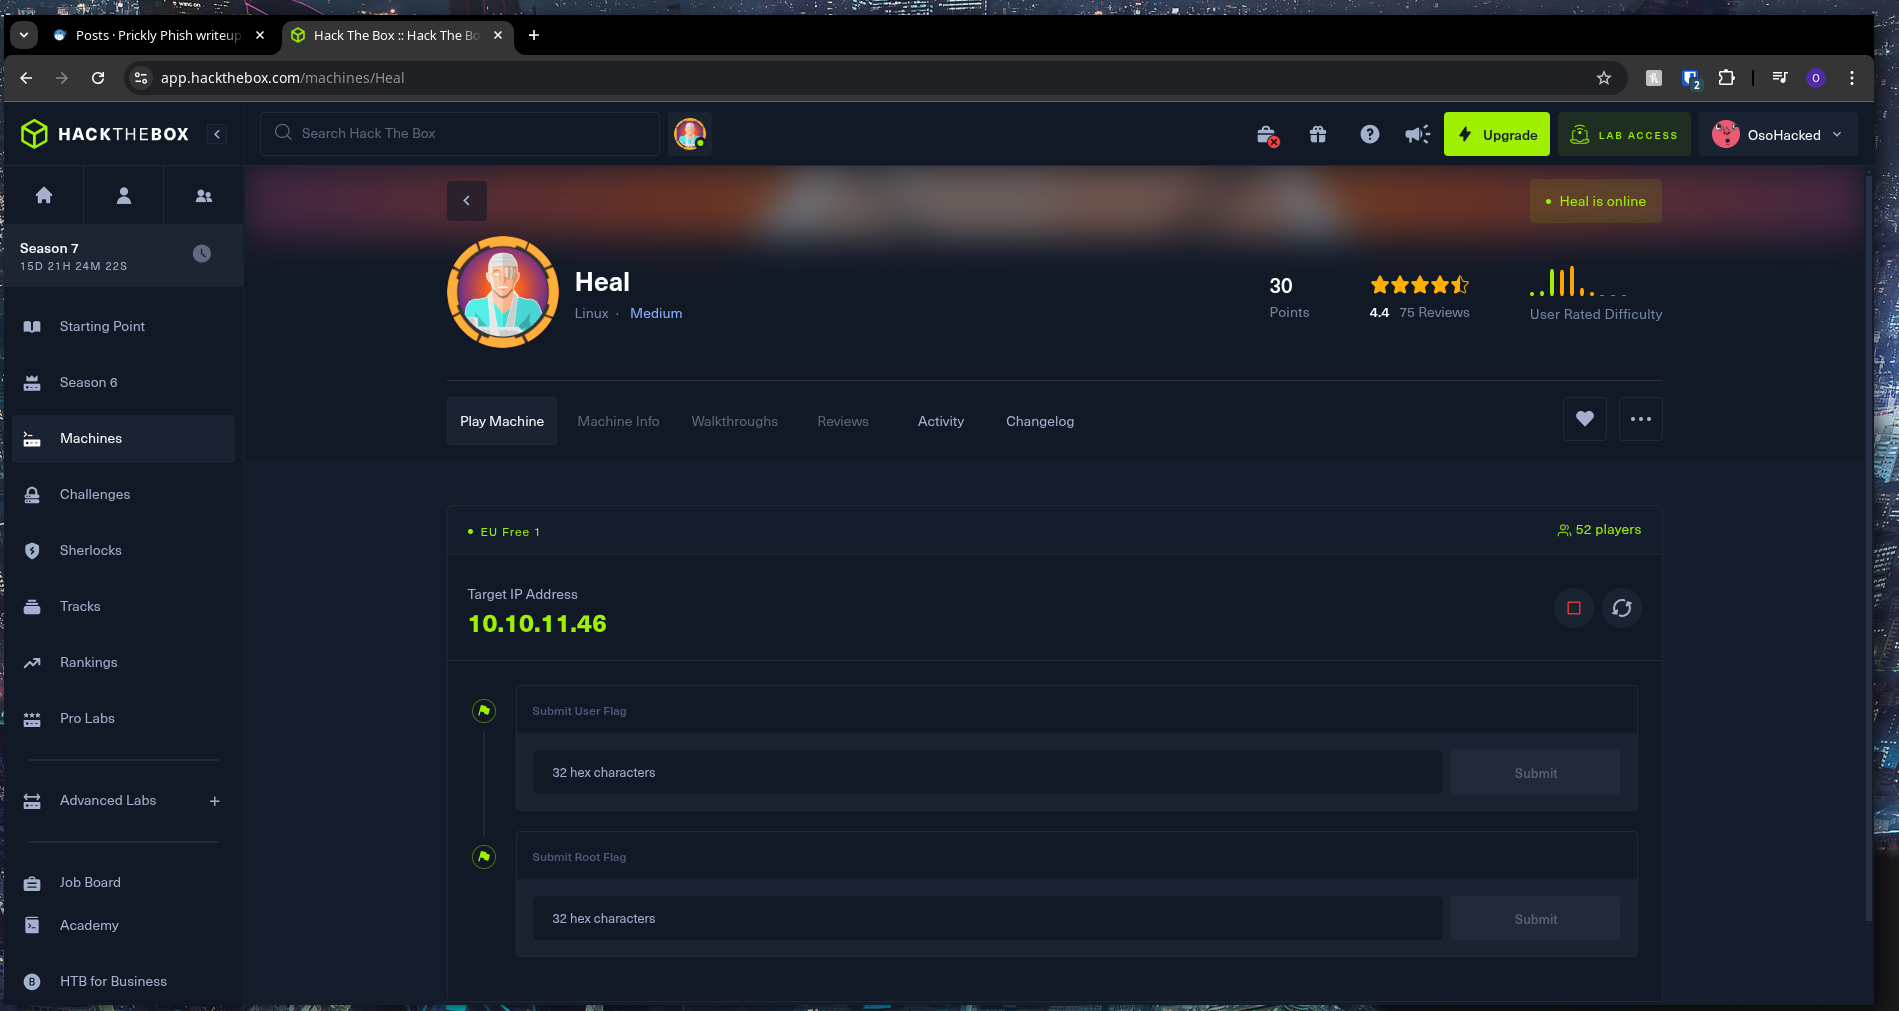 Posts · Prickly Phish writeup
Hack The Box :: Hack The Bo
app.hackthebox.com/machines/Heal
2
O
HACKTHEBOX
Search Hack The Box
Upgrade
LAB ACCESS
OsoHacked
Season 7
15D 21H 24M 22S
Starting Point
Season 6
Machines
Challenges
Sherlocks
Tracks
Rankings
Pro Labs
Advanced Labs
Job Board
Academy
B
HTB for Business
Heal is online
Heal
Linux · Medium
30
Points
4.4 75 Reviews
User Rated Difficulty
Play Machine
Machine Info
Walkthroughs
Reviews
Activity
Changelog
EU Free 1
52 players
Target IP Address
10.10.11.46
Submit User Flag
32 hex characters
Submit
Submit Root Flag
32 hex characters
Submit